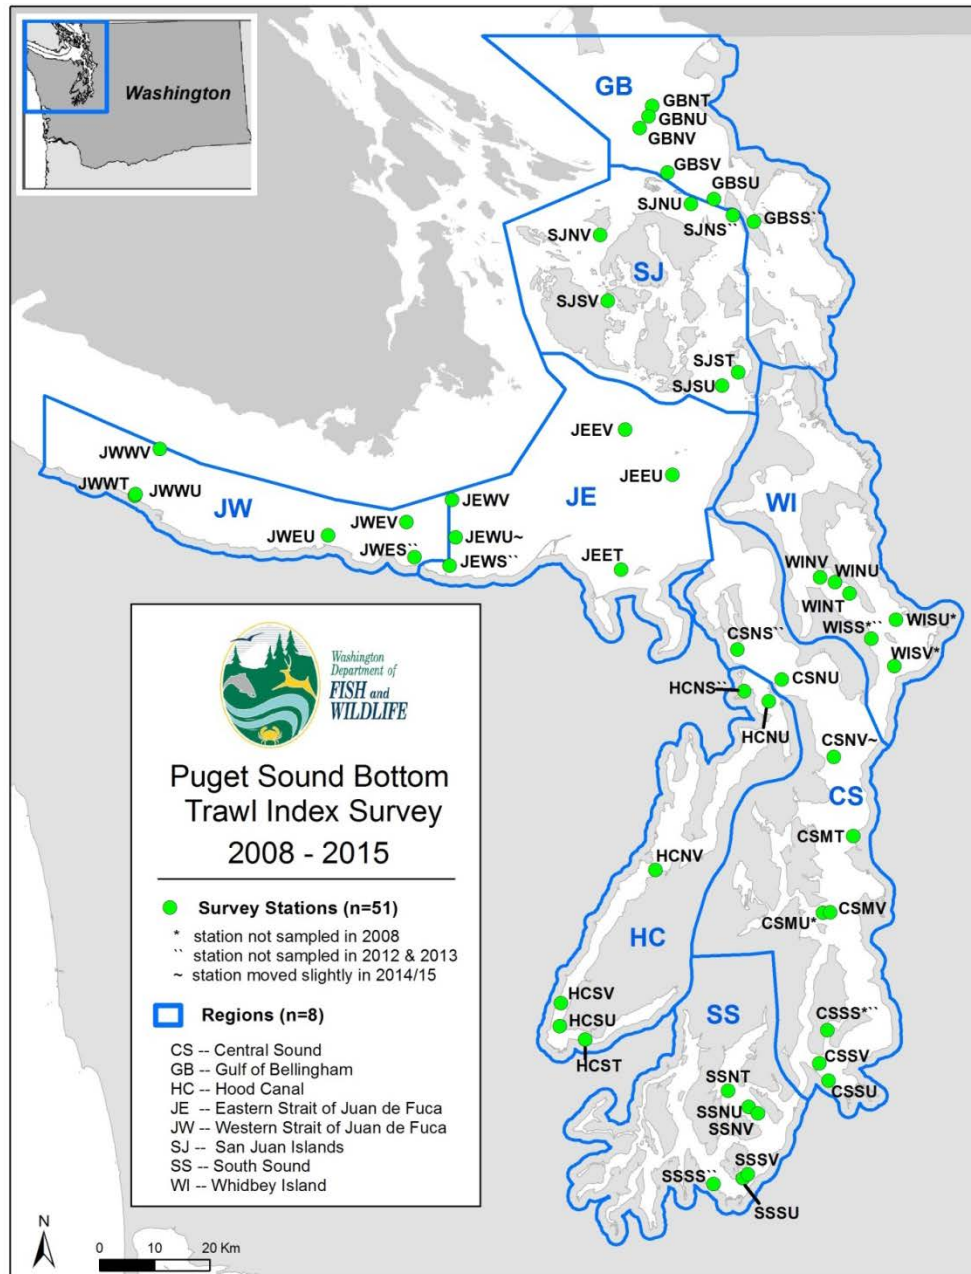 Washington
GB
GBNT
GBNU
GBNV
GBSV
GBSU
SJNU
SJNS``
GBSS``
SJNV
SJ
SJSV
SJST
SJSU
JEEV
JWWV
JEEU
JWWT
JWWU
JW
JEWV
JE
WI
JWEV
JWEU
JEWU~
JWES``
JEWS``
JEET
WINV
WINU
WINT
WISU*
WISS*``
WISV*
CSNS``
CSNU
HCNS``
HCNU
CSNV~
CS
CSMT
HCNV
CSMV
CSMU*
HC
HCSV
SS
HCSU
CSSS*``
HCST
CSSV
CSSU
SSNT
SSNU
SSNV
SSSV
SSSS``
SSSU
Washington
Department of
FISH and
WILDLIFE
Puget Sound Bottom
Trawl Index Survey
2008 - 2015
Survey Stations (n=51)
* station not sampled in 2008
`` station not sampled in 2012 & 2013
~ station moved slightly in 2014/15
Regions (n=8)
CS -- Central Sound
GB -- Gulf of Bellingham
HC -- Hood Canal
JE -- Eastern Strait of Juan de Fuca
JW -- Western Strait of Juan de Fuca
SJ -- San Juan Islands
SS -- South Sound
WI -- Whidbey Island
N
0 10 20 Km